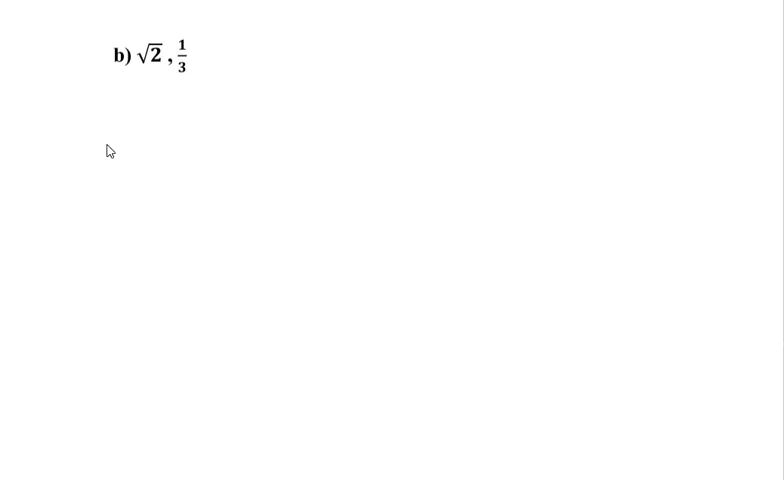 b) √2 , 1/3